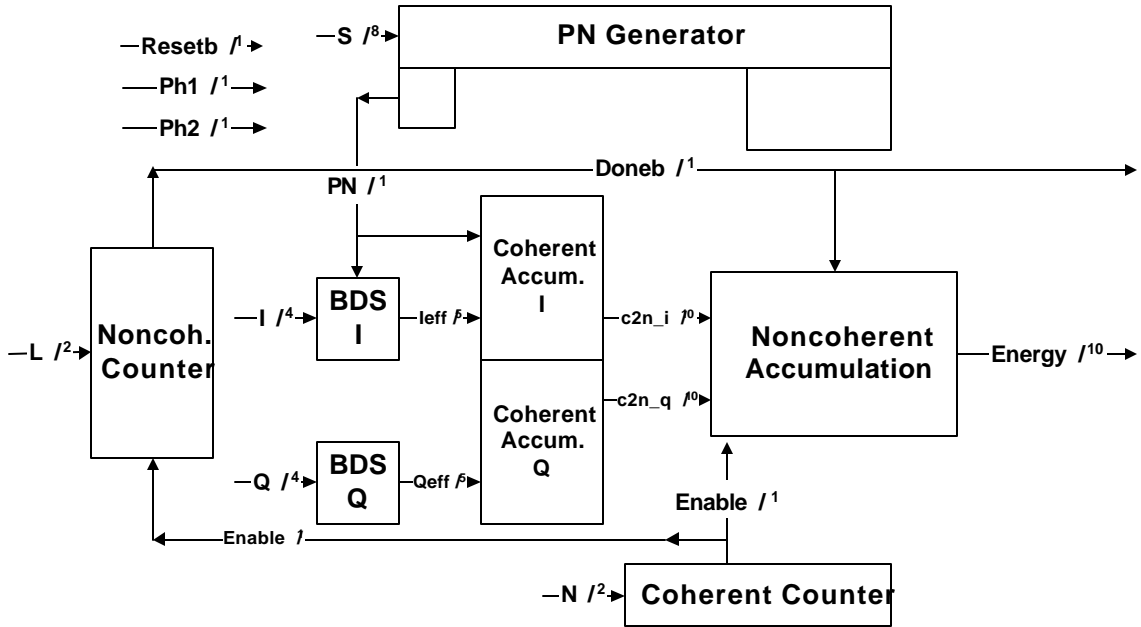 Resetb /1
S /8
PN Generator
Ph1 /1
Ph2 /1
Doneb /1
PN /1
Coherent
Accum.
I
I /4
BDS
I
Ieff /5
c2n_i /10
Noncoh.
Counter
L /2
Noncoherent
Accumulation
Energy /10
c2n_q /10
Coherent
Accum.
Q
Q /4
BDS
Q
Qeff /5
Enable /1
Enable /1
N /2
Coherent Counter